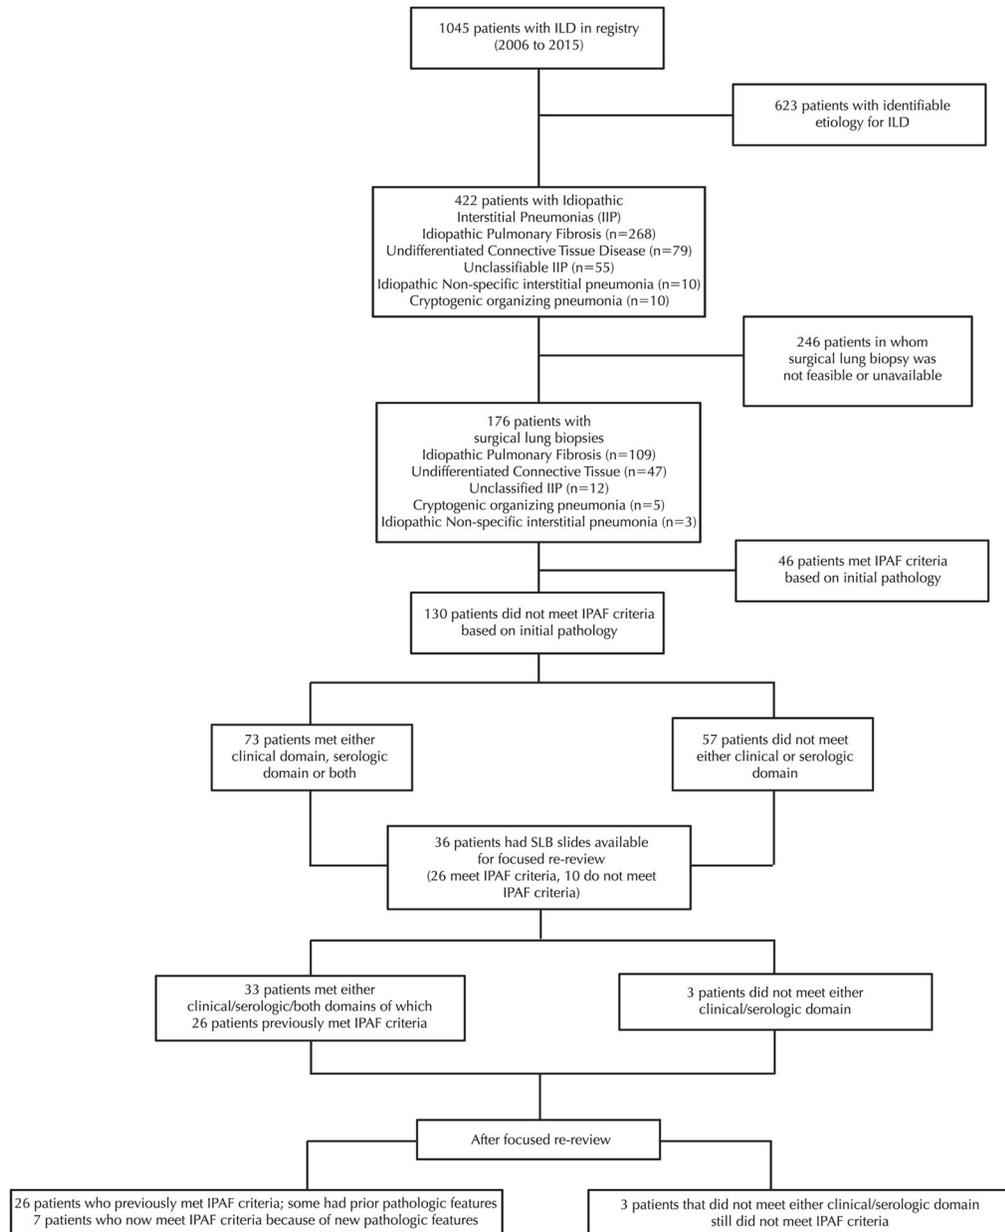 1045 patients with ILD in registry
(2006 to 2015)
623 patients with identifiable
etiology for ILD
422 patients with Idiopathic
Interstitial Pneumonias (IIP)
Idiopathic Pulmonary Fibrosis (n=268)
Undifferentiated Connective Tissue Disease (n=79)
Unclassifiable IIP (n=55)
Idiopathic Non-specific interstitial pneumonia (n=10)
Cryptogenic organizing pneumonia (n=10)
246 patients in whom
surgical lung biopsy was
not feasible or unavailable
176 patients with
surgical lung biopsies
Idiopathic Pulmonary Fibrosis (n=109)
Undifferentiated Connective Tissue (n=47)
Unclassified IIP (n=12)
Cryptogenic organizing pneumonia (n=5)
Idiopathic Non-specific interstitial pneumonia (n=3)
46 patients met IPAF criteria
based on initial pathology
130 patients did not meet IPAF criteria
based on initial pathology
73 patients met either
clinical domain, serologic
domain or both
57 patients did not meet
either clinical or serologic
domain
36 patients had SLB slides available
for focused re-review
(26 meet IPAF criteria, 10 do not meet
IPAF criteria)
33 patients met either
clinical/serologic/both domains of which
26 patients previously met IPAF criteria
3 patients did not meet either
clinical/serologic domain
After focused re-review
26 patients who previously met IPAF criteria; some had prior pathologic features
7 patients who now meet IPAF criteria because of new pathologic features
3 patients that did not meet either clinical/serologic domain
still did not meet IPAF criteria